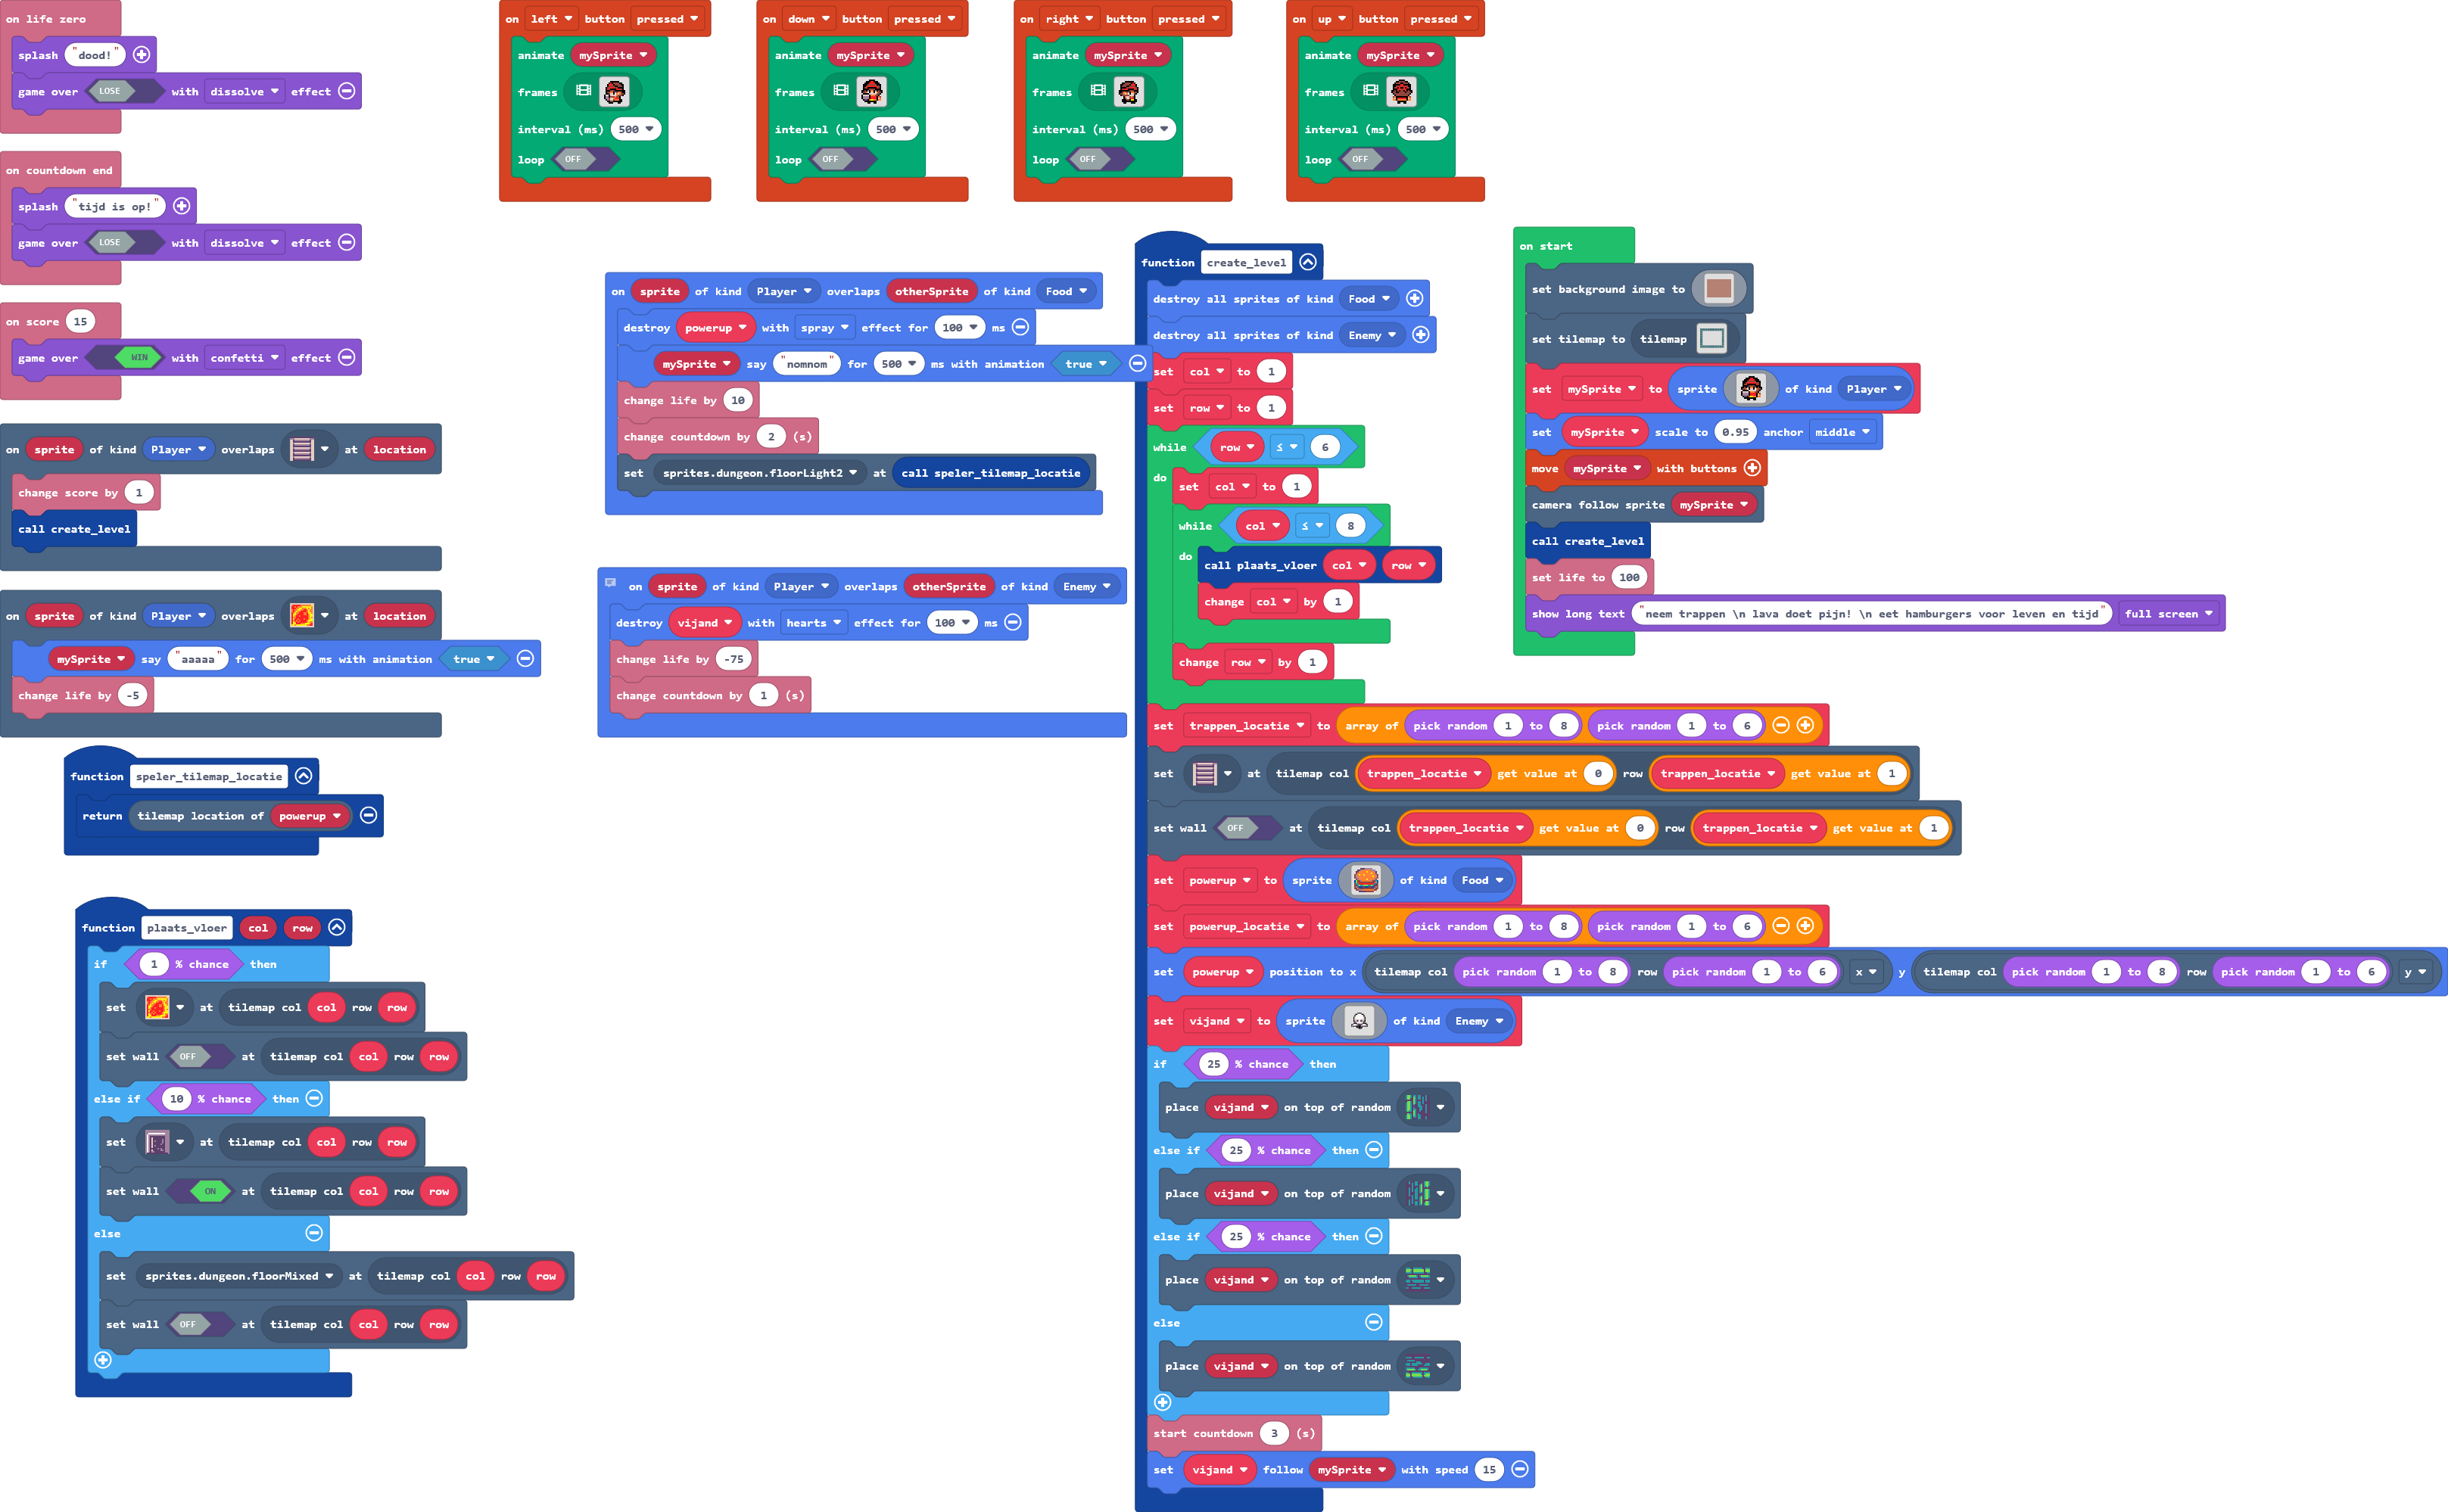 on life zero
splash "dood!"
game over LOSE with dissolve effect
on countdown end
splash "tijd is op!"
game over LOSE with dissolve effect
on score 15
game over WIN with confetti effect
on sprite of kind Player overlaps at location
change score by 1
call create_level
on sprite of kind Player overlaps at location
mySprite say "aaaaa" for 500 ms with animation true
change life by -5
function speler_tilemap_locatie
return tilemap location of powerup
function plaats_vloer col row
if 1 % chance then
set at tilemap col col row row
set wall OFF at tilemap col col row row
else if 10 % chance then
set at tilemap col col row row
set wall ON at tilemap col col row row
else
set sprites.dungeon.floorMixed at tilemap col col row row
set wall OFF at tilemap col col row row
on left button pressed
animate mySprite
frames
interval (ms) 500
loop OFF
on down button pressed
animate mySprite
frames
interval (ms) 500
loop OFF
on right button pressed
animate mySprite
frames
interval (ms) 500
loop OFF
on up button pressed
animate mySprite
frames
interval (ms) 500
loop OFF
on sprite of kind Player overlaps otherSprite of kind Food
destroy powerup with spray effect for 100 ms
mySprite say "nomnom" for 500 ms with animation true
change life by 10
change countdown by 2 (s)
set sprites.dungeon.floorLight2 at call speler_tilemap_locatie
on sprite of kind Player overlaps otherSprite of kind Enemy
destroy vijand with hearts effect for 100 ms
change life by -75
change countdown by 1 (s)
function create_level
destroy all sprites of kind Food
destroy all sprites of kind Enemy
set col to 1
set row to 1
while row ≤ 6
do
set col to 1
while col ≤ 8
do
call plaats_vloer col row
change col by 1
change row by 1
set trappen_locatie to array of pick random 1 to 8 pick random 1 to 6
set at tilemap col trappen_locatie get value at 0 row trappen_locatie get value at 1
set wall OFF at tilemap col trappen_locatie get value at 0 row trappen_locatie get value at 1
set powerup to sprite of kind Food
set powerup_locatie to array of pick random 1 to 8 pick random 1 to 6
set powerup position to x tilemap col pick random 1 to 8 row pick random 1 to 6 x y tilemap col pick random 1 to 8 row pick random 1 to 6 y
set vijand to sprite of kind Enemy
if 25 % chance then
place vijand on top of random
else if 25 % chance then
place vijand on top of random
else if 25 % chance then
place vijand on top of random
else
place vijand on top of random
start countdown 3 (s)
set vijand follow mySprite with speed 15
on start
set background image to
set tilemap to tilemap
set mySprite to sprite of kind Player
set mySprite scale to 0.95 anchor middle
move mySprite with buttons
camera follow sprite mySprite
call create_level
set life to 100
show long text "neem trappen \n lava doet pijn! \n eet hamburgers voor leven en tijd" full screen